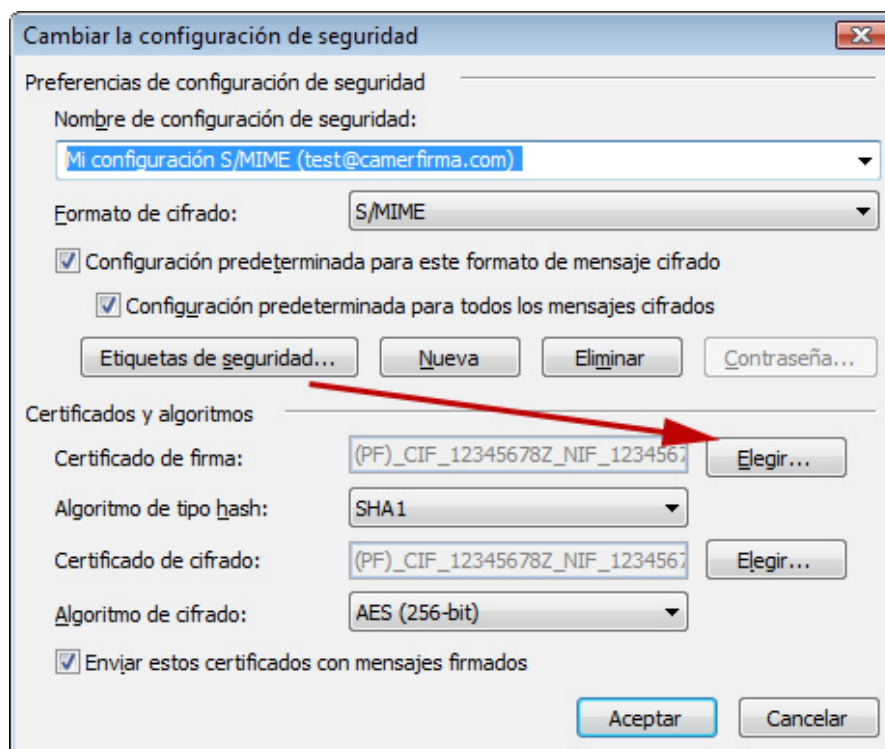 Cambiar la configuración de seguridad
Preferencias de configuración de seguridad
Nombre de configuración de seguridad:
Mi configuración S/MIME (test@camerfirma.com)
Formato de cifrado: S/MIME
Configuración predeterminada para este formato de mensaje cifrado
Configuración predeterminada para todos los mensajes cifrados
Etiquetas de seguridad... Nueva Eliminar Contraseña...
Certificados y algoritmos
Certificado de firma: (PF)_CIF_12345678Z_NIF_1234567 Elegir...
Algoritmo de tipo hash: SHA1
Certificado de cifrado: (PF)_CIF_12345678Z_NIF_1234567 Elegir...
Algoritmo de cifrado: AES (256-bit)
Enviar estos certificados con mensajes firmados
Aceptar Cancelar